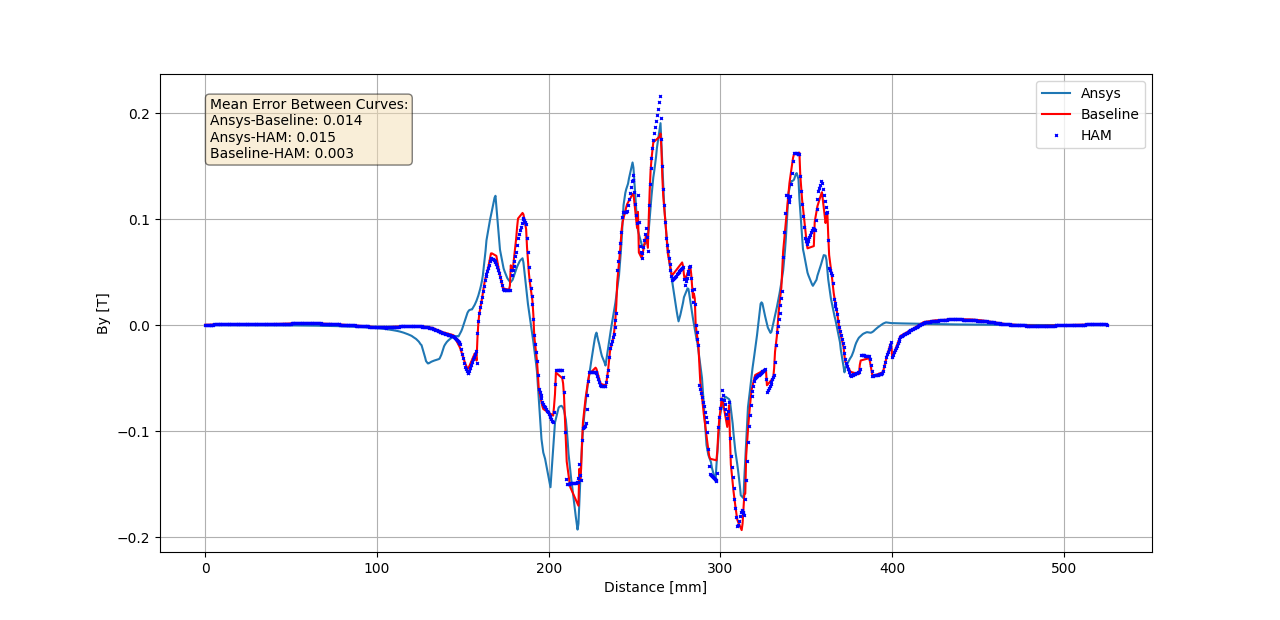 Mean Error Between Curves:
Ansys-Baseline: 0.014
Ansys-HAM: 0.015
Baseline-HAM: 0.003
Ansys
Baseline
HAM
0.2
0.1
0.0
−0.1
−0.2
By [T]
0
100
200
300
400
500
Distance [mm]